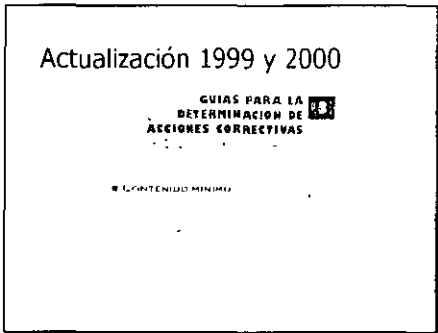 Actualización 1999 y 2000
GUIAS PARA LA
DETERMINACION DE
ACCIONES CORRECTIVAS
CONTENIDO MINIMO